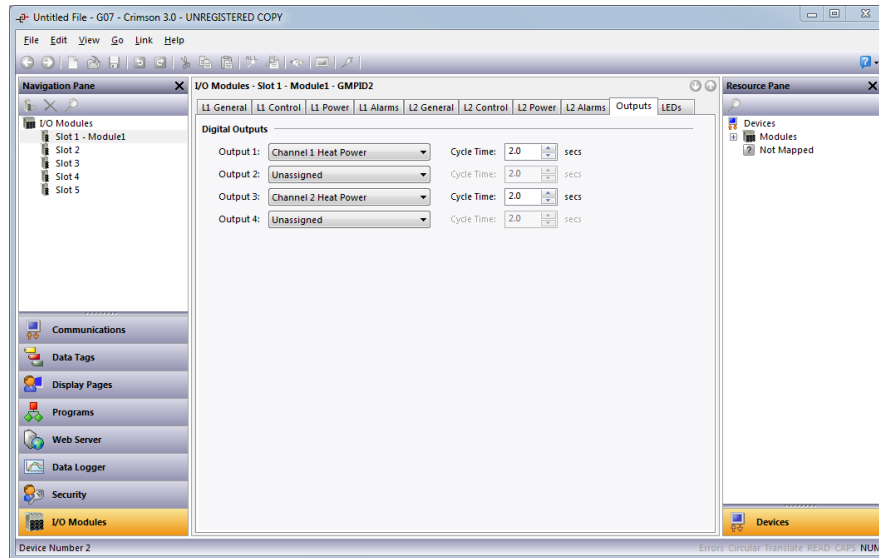 Untitled File - G07 - Crimson 3.0 - UNREGISTERED COPY
File Edit View Go Link Help
Navigation Pane
I/O Modules
Slot 1 - Module1
Slot 2
Slot 3
Slot 4
Slot 5
Communications
Data Tags
Display Pages
Programs
Web Server
Data Logger
Security
I/O Modules
I/O Modules - Slot 1 - Module1 - GMPID2
L1 General L1 Control L1 Power L1 Alarms L2 General L2 Control L2 Power L2 Alarms Outputs LEDs
Digital Outputs
Output 1: Channel 1 Heat Power Cycle Time: 2.0 secs
Output 2: Unassigned Cycle Time: 2.0 secs
Output 3: Channel 2 Heat Power Cycle Time: 2.0 secs
Output 4: Unassigned Cycle Time: 2.0 secs
Resource Pane
Devices
Modules
Not Mapped
Devices
Device Number 2
Errors Circular Translate READ CAPS NUM